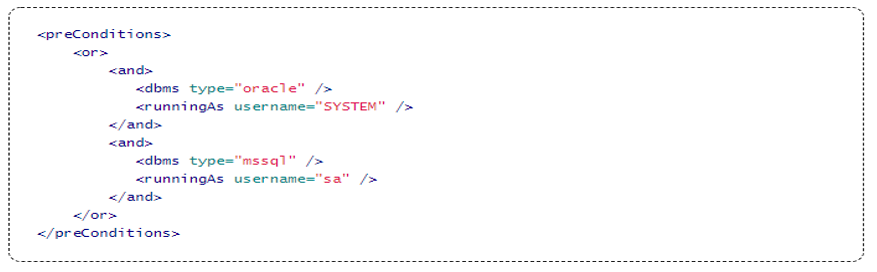 <preConditions>
    <or>
        <and>
           <dbms type="oracle" />
           <runningAs username="SYSTEM" />
        </and>
        <and>
           <dbms type="mssql" />
           <runningAs username="sa" />
        </and>
    </or>
</preConditions>